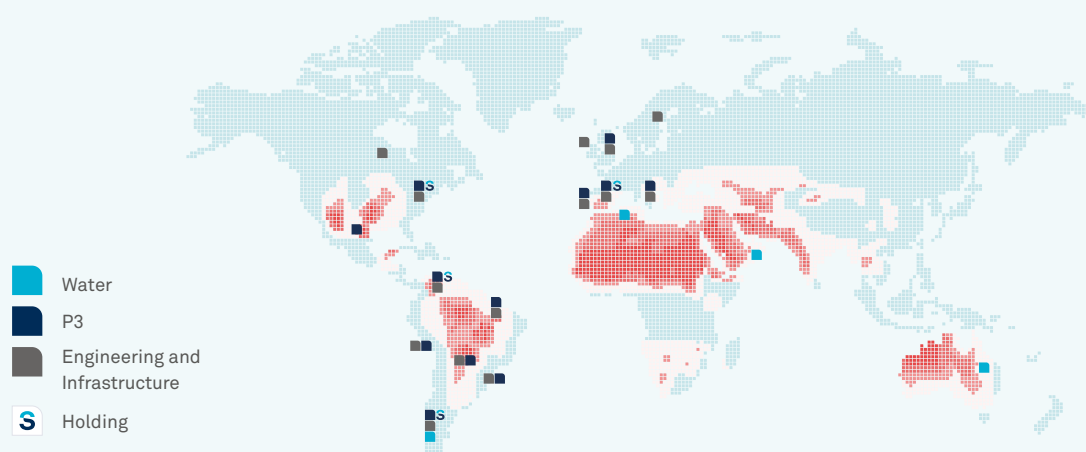 S
S
S
S
Water
P3
Engineering and
Infrastructure
S Holding